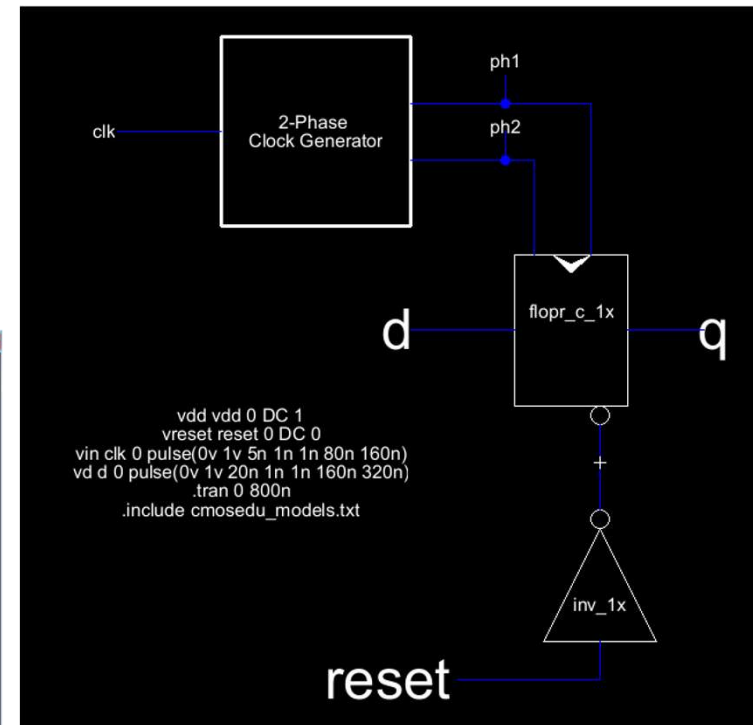 ph1
clk
2-Phase
Clock Generator
ph2
flopr_c_1x
d
q
vdd vdd 0 DC 1
vreset reset 0 DC 0
vin clk 0 pulse(0v 1v 5n 1n 1n 80n 160n)
vd d 0 pulse(0v 1v 20n 1n 1n 160n 320n)
.tran 0 800n
.include cmosedu_models.txt
inv_1x
reset